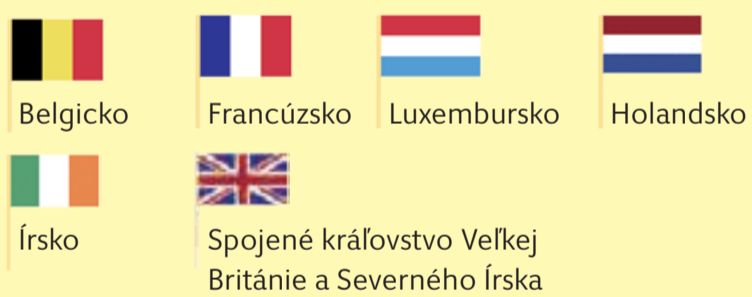 Belgicko
Francúzsko
Luxembursko
Holandsko
Írsko
Spojené kráľovstvo Veľkej
Británie a Severného Írska